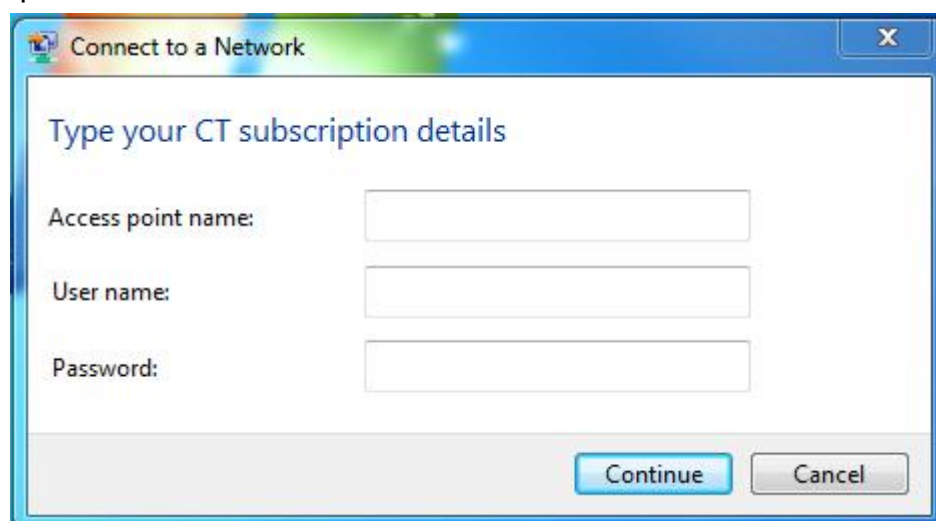 Connect to a Network
X
Type your CT subscription details
Access point name:
User name:
Password:
Continue Cancel